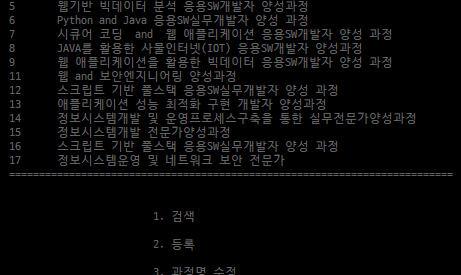 5 웹기반 빅데이터 분석 응용SW개발자 양성과정
6 Python and Java 응용SW실무개발자 양성 과정
7 시큐어 코딩 and 웹 애플리케이션 응용SW개발자 양성 과정
8 JAVA를 활용한 사물인터넷(IOT) 응용SW개발자 양성과정
9 웹 애플리케이션을 활용한 빅데이터 응용SW개발자 양성 과정
11 웹 and 보안엔지니어링 양성과정
12 스크립트 기반 풀스택 응용SW실무개발자 양성 과정
13 애플리케이션 성능 최적화 구현 개발자 양성과정
14 정보시스템개발 및 운영프로세스구축을 통한 실무전문가양성과정
15 정보시스템개발 전문가양성과정
16 스크립트 기반 풀스택 응용SW실무개발자 양성 과정
17 정보시스템운영 및 네트워크 보안 전문가
1. 검색
2. 등록
3. 과정명 수정